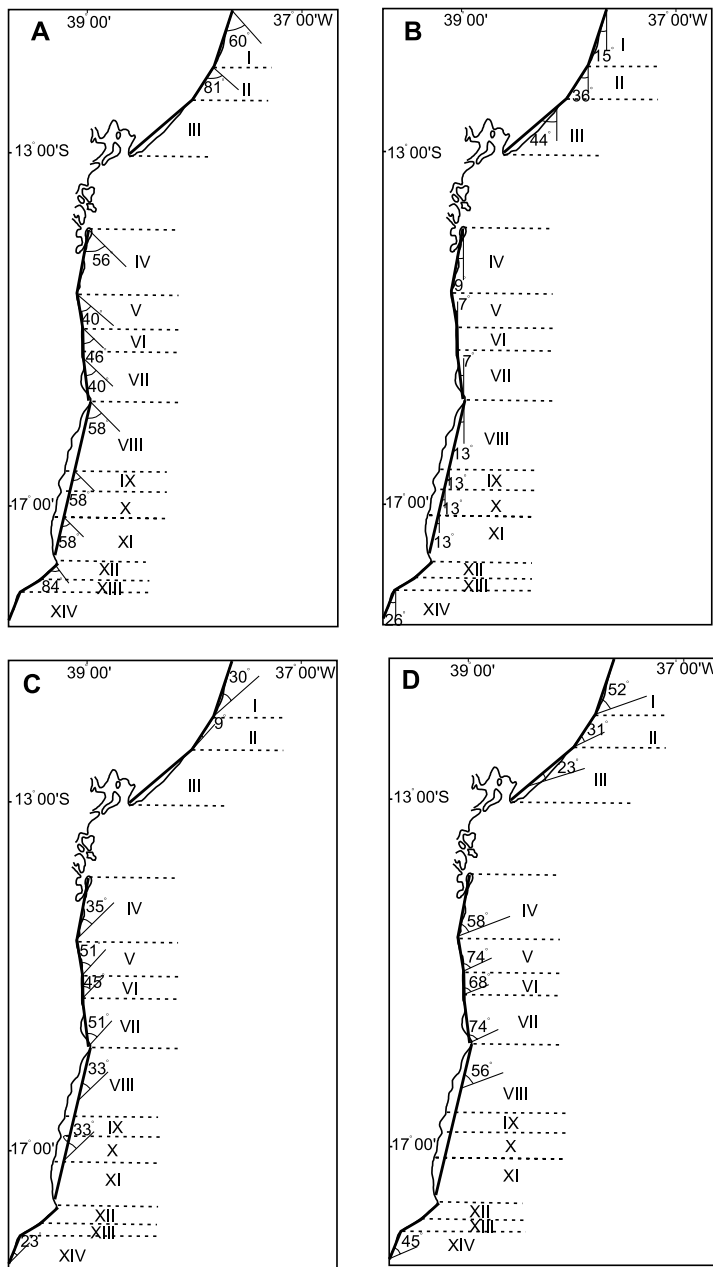 A
39°00'
37°00'W
60°
I
81°
II
III
13°00'S
56
IV
40°
V
46
VI
40°
VII
58°
VIII
58
IX
17°00'
X
58°
XI
XII
84°
XIII
XIV
B
39°00'
37°00'W
15°
I
36°
II
44°
III
13°00'S
9°
IV
7°
V
VI
7°
VII
13°
VIII
13°
IX
17°00'
13°
X
13°
XI
XII
XIII
26°
XIV
C
39°00'
37°00'W
30°
I
9°
II
III
13°00'S
35°
IV
51°
V
45°
VI
51°
VII
33°
VIII
33°
IX
17°00'
X
XI
XII
XIII
23°
XIV
D
39°00'
37°00'W
52°
I
31°
II
23°
III
13°00'S
58°
IV
74°
V
68°
VI
74°
VII
56°
VIII
IX
17°00'
X
XI
XII
XIII
45°
XIV